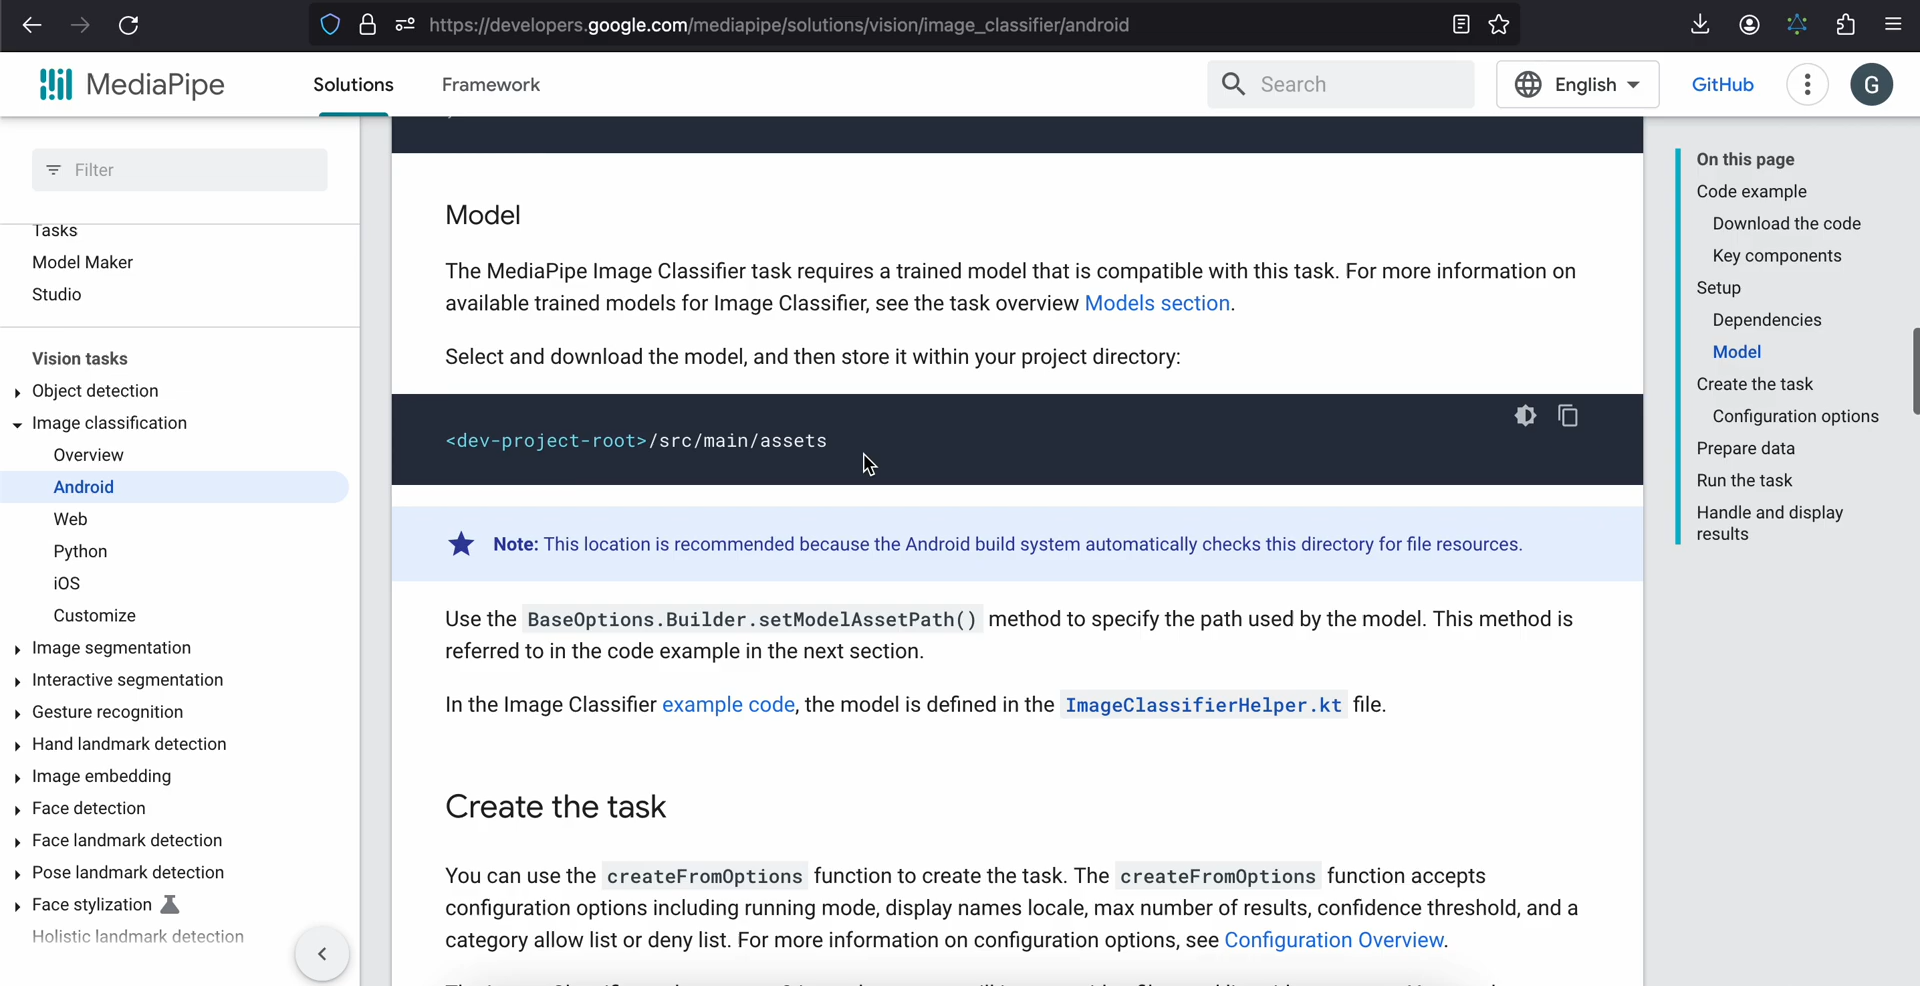 https://developers.google.com/mediapipe/solutions/vision/image_classifier/android
MediaPipe
Solutions
Framework
Search
English
GitHub
G
Filter
Tasks
Model Maker
Studio
Vision tasks
Object detection
Image classification
Overview
Android
Web
Python
iOS
Customize
Image segmentation
Interactive segmentation
Gesture recognition
Hand landmark detection
Image embedding
Face detection
Face landmark detection
Pose landmark detection
Face stylization
Holistic landmark detection
Model
The MediaPipe Image Classifier task requires a trained model that is compatible with this task. For more information on
available trained models for Image Classifier, see the task overview Models section.
Select and download the model, and then store it within your project directory:
<dev-project-root>/src/main/assets
Note: This location is recommended because the Android build system automatically checks this directory for file resources.
Use the BaseOptions.Builder.setModelAssetPath() method to specify the path used by the model. This method is
referred to in the code example in the next section.
In the Image Classifier example code, the model is defined in the ImageClassifierHelper.kt file.
Create the task
You can use the createFromOptions function to create the task. The createFromOptions function accepts
configuration options including running mode, display names locale, max number of results, confidence threshold, and a
category allow list or deny list. For more information on configuration options, see Configuration Overview.
On this page
Code example
Download the code
Key components
Setup
Dependencies
Model
Create the task
Configuration options
Prepare data
Run the task
Handle and display
results